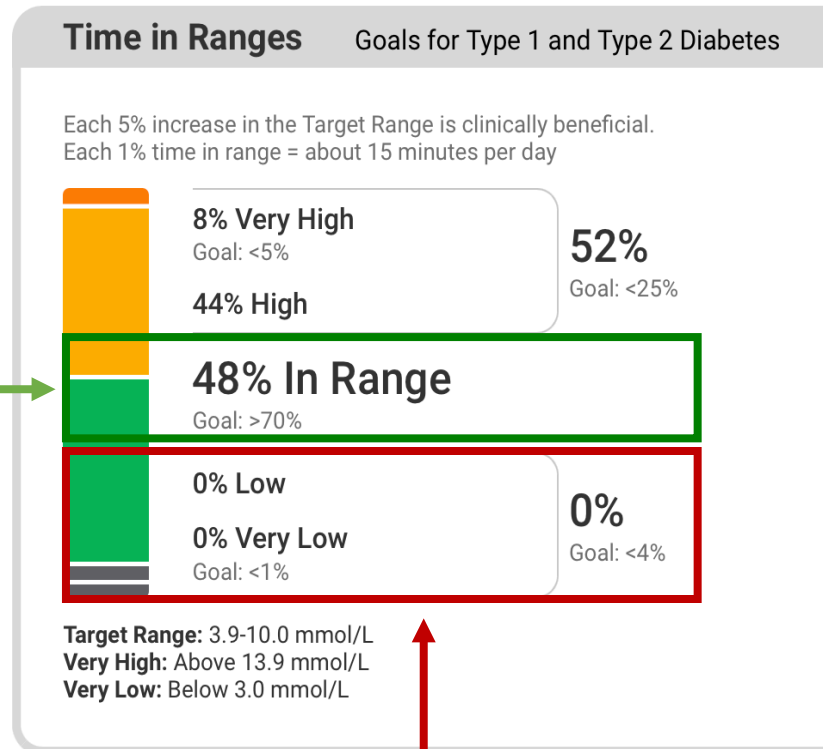 Time in Ranges Goals for Type 1 and Type 2 Diabetes
Each 5% increase in the Target Range is clinically beneficial.
Each 1% time in range = about 15 minutes per day
8% Very High
Goal: <5%
44% High
52%
Goal: <25%
48% In Range
Goal: >70%
0% Low
0% Very Low
Goal: <1%
0%
Goal: <4%
Target Range: 3.9-10.0 mmol/L
Very High: Above 13.9 mmol/L
Very Low: Below 3.0 mmol/L